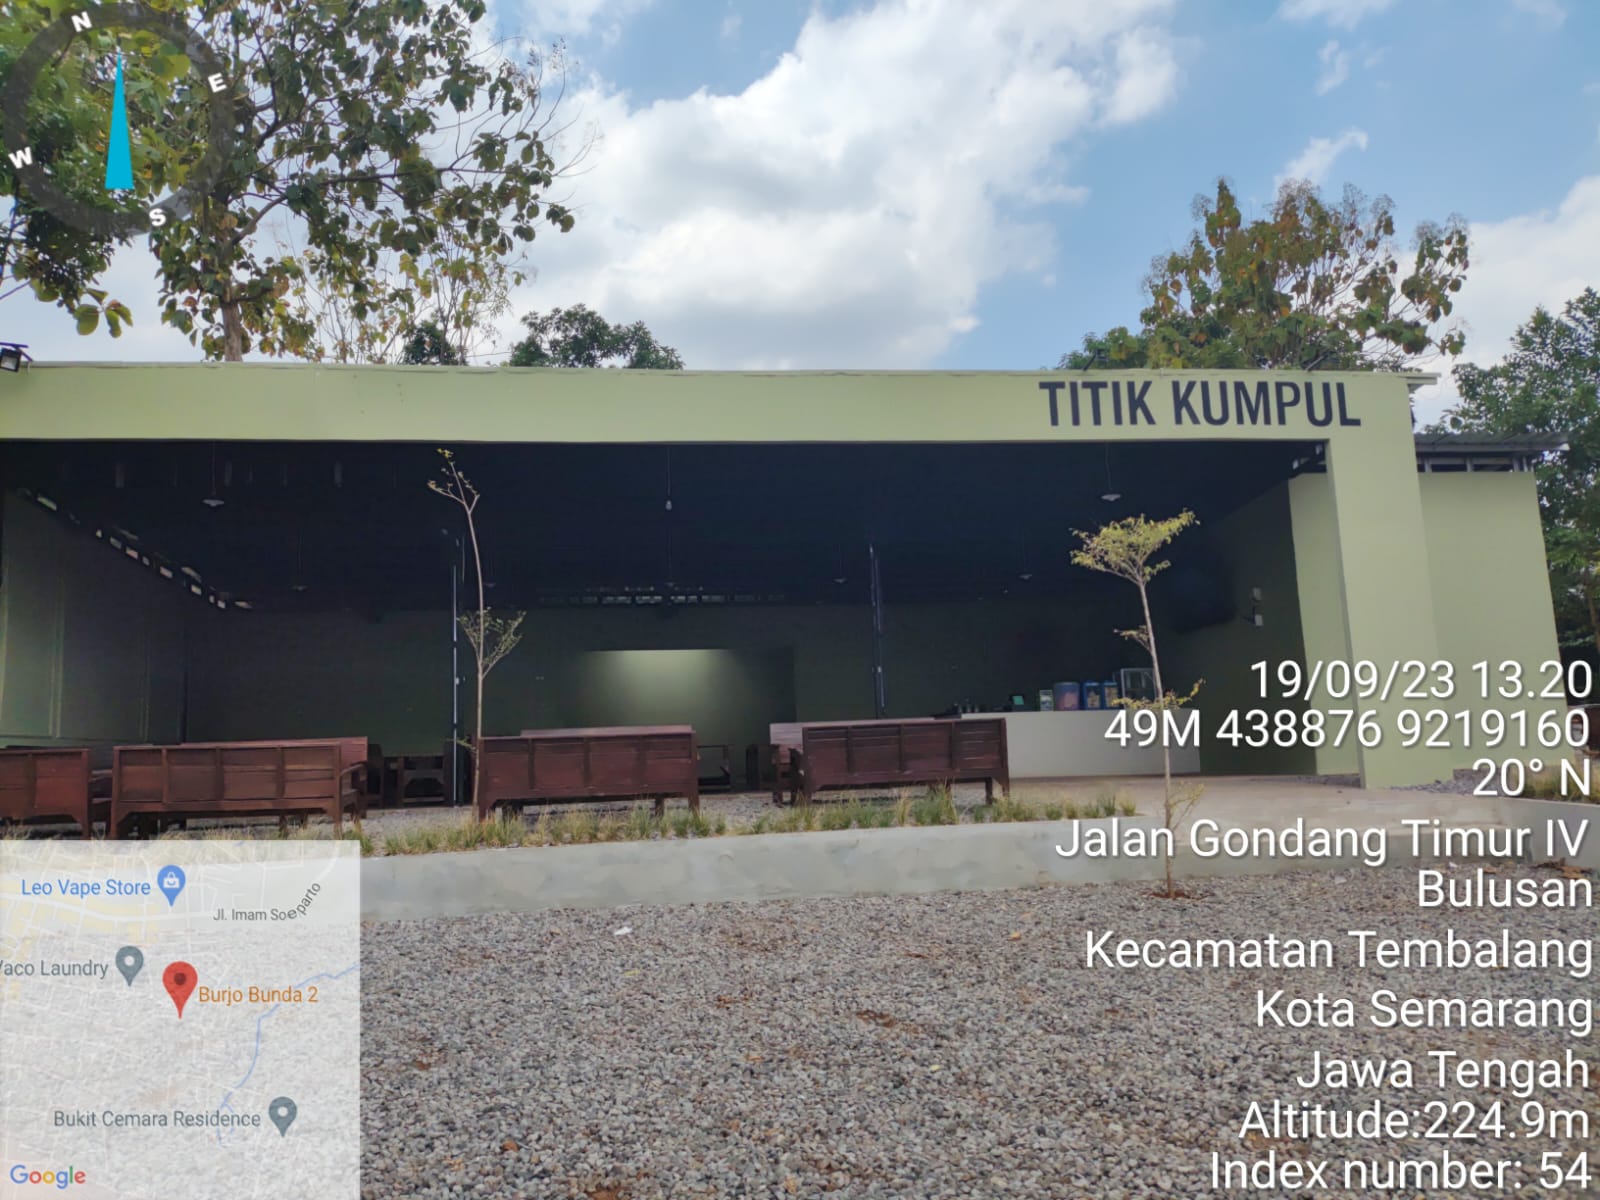 N
E
W
S
TITIK KUMPUL
19/09/23 13.20
49M 438876 9219160
20° N
Jalan Gondang Timur IV
Bulusan
Kecamatan Tembalang
Kota Semarang
Jawa Tengah
Altitude:224.9m
Index number: 54
Leo Vape Store
Jl. Imam Soeparto
Vaco Laundry
Burjo Bunda 2
Bukit Cemara Residence
Google